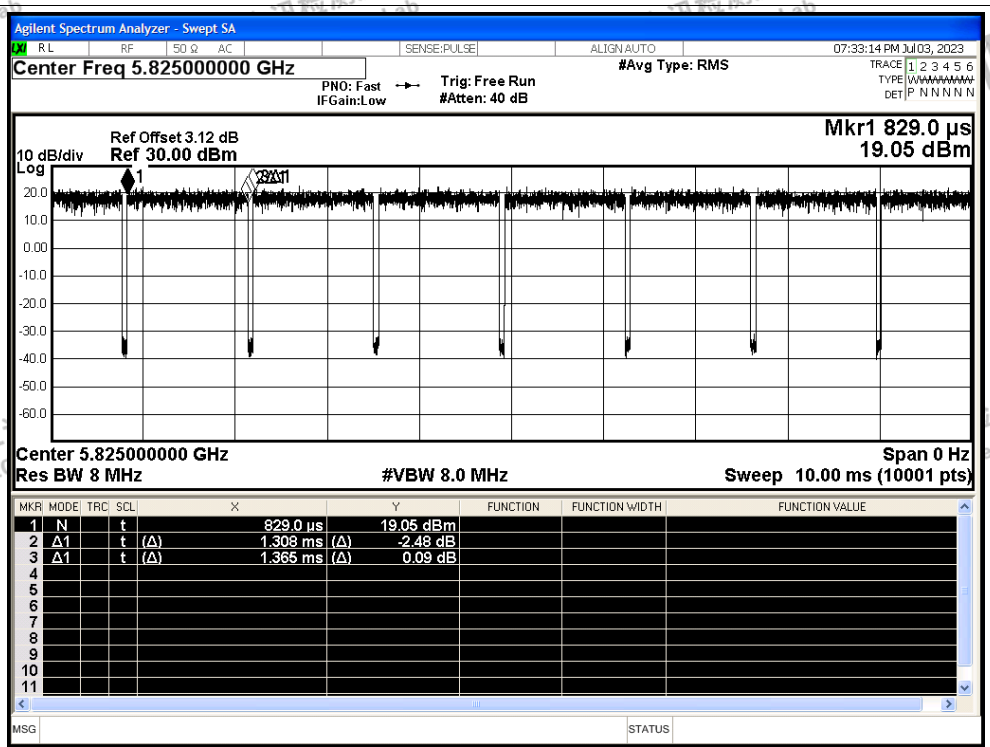 Agilent Spectrum Analyzer - Swept SA
RL RF 50 Ω AC SENSE:PULSE ALIGN AUTO 07:33:14 PM Jul 03, 2023
Center Freq 5.825000000 GHz #Avg Type: RMS TRACE 1 2 3 4 5 6
PNO: Fast Trig: Free Run TYPE WWWWWW
IFGain:Low #Atten: 40 dB DET P N N N N N
Ref Offset 3.12 dB Mkr1 829.0 µs
10 dB/div Ref 30.00 dBm 19.05 dBm
Log
1
20.0
10.0
0.00
-10.0
-20.0
-30.0
-40.0
-50.0
-60.0
Center 5.825000000 GHz Span 0 Hz
Res BW 8 MHz #VBW 8.0 MHz Sweep 10.00 ms (10001 pts)
MKR MODE TRC SCL X Y FUNCTION FUNCTION WIDTH FUNCTION VALUE
1 N t 829.0 µs 19.05 dBm
2 Δ1 t (Δ) 1.308 ms (Δ) -2.48 dB
3 Δ1 t (Δ) 1.365 ms (Δ) 0.09 dB
4
5
6
7
8
9
10
11
MSG STATUS